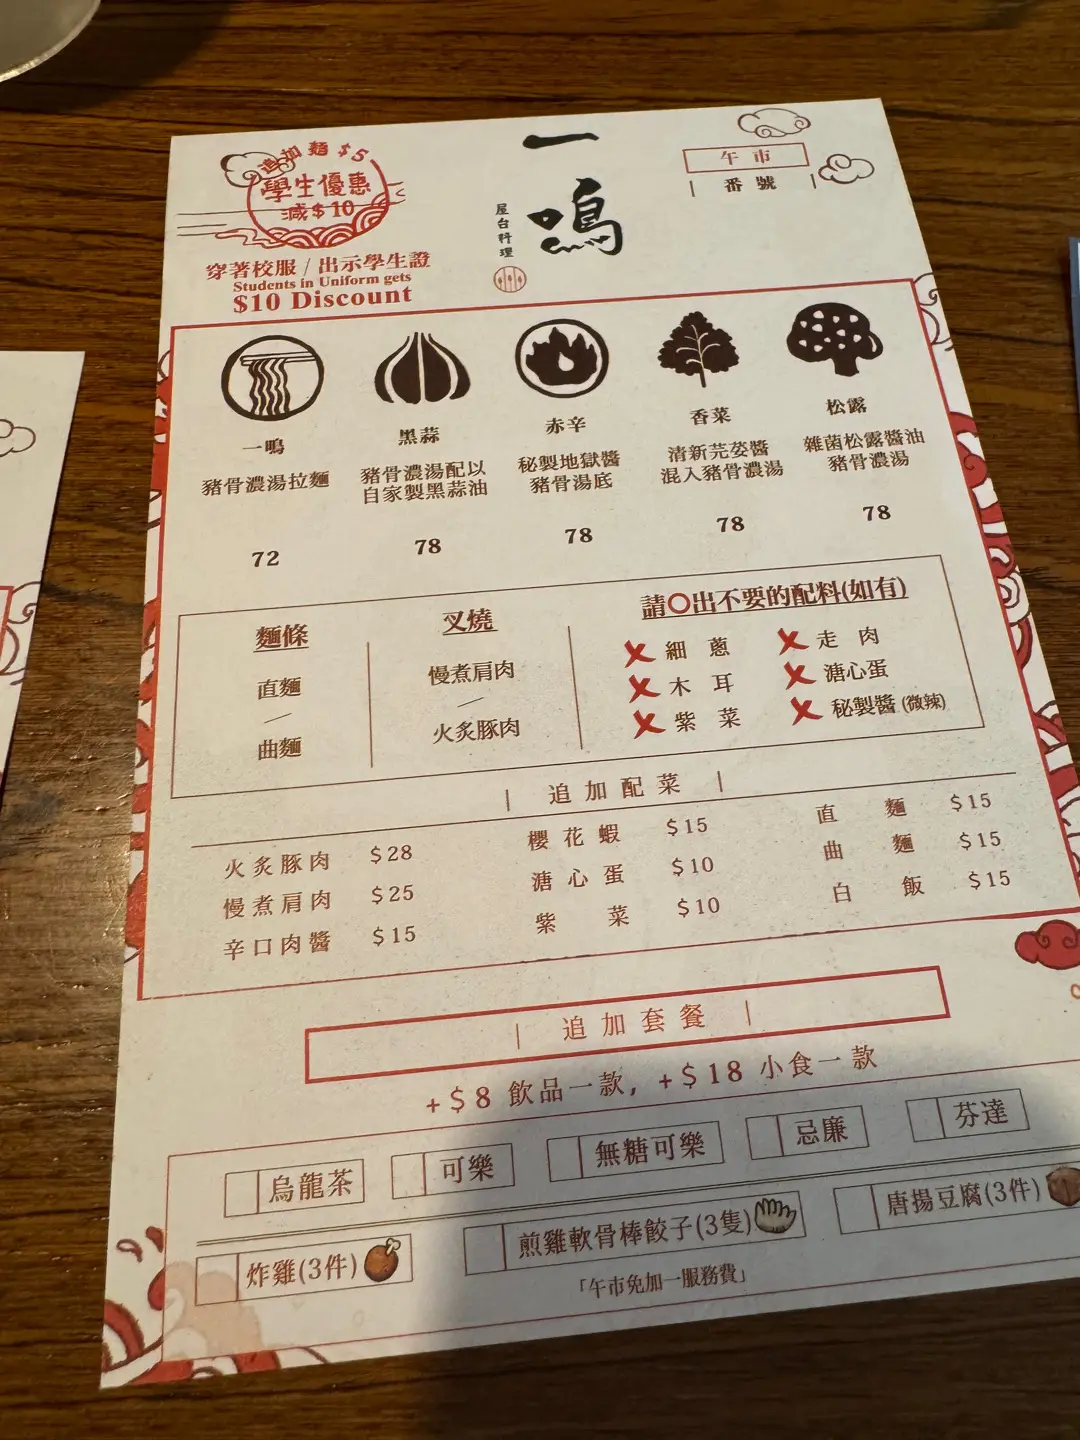 追加麵 $5
學生優惠
減$10
穿著校服 / 出示學生證
Students in Uniform gets
$10 Discount
一鳴
屋台料理
午市
番號
一鳴
豬骨濃湯拉麵
72
黑蒜
豬骨濃湯配以
自家製黑蒜油
78
赤辛
秘製地獄醬
豬骨湯底
78
香菜
清新芫荽醬
混入豬骨濃湯
78
松露
雜菌松露醬油
豬骨濃湯
78
麵條
直麵
/
曲麵
叉燒
慢煮肩肉
/
火炙豚肉
請O出不要的配料(如有)
X 細蔥 X 走肉
X 木耳 X 溏心蛋
X 紫菜 X 秘製醬 (微辣)
| 追加配菜 |
火炙豚肉 $28
慢煮肩肉 $25
辛口肉醬 $15
櫻花蝦 $15
溏心蛋 $10
紫菜 $10
直麵 $15
曲麵 $15
白飯 $15
| 追加套餐 |
+$8 飲品一款, +$18 小食一款
烏龍茶 可樂 無糖可樂 忌廉 芬達
炸雞(3件) 煎雞軟骨棒餃子(3隻) 唐揚豆腐(3件)
「午市免加一服務費」